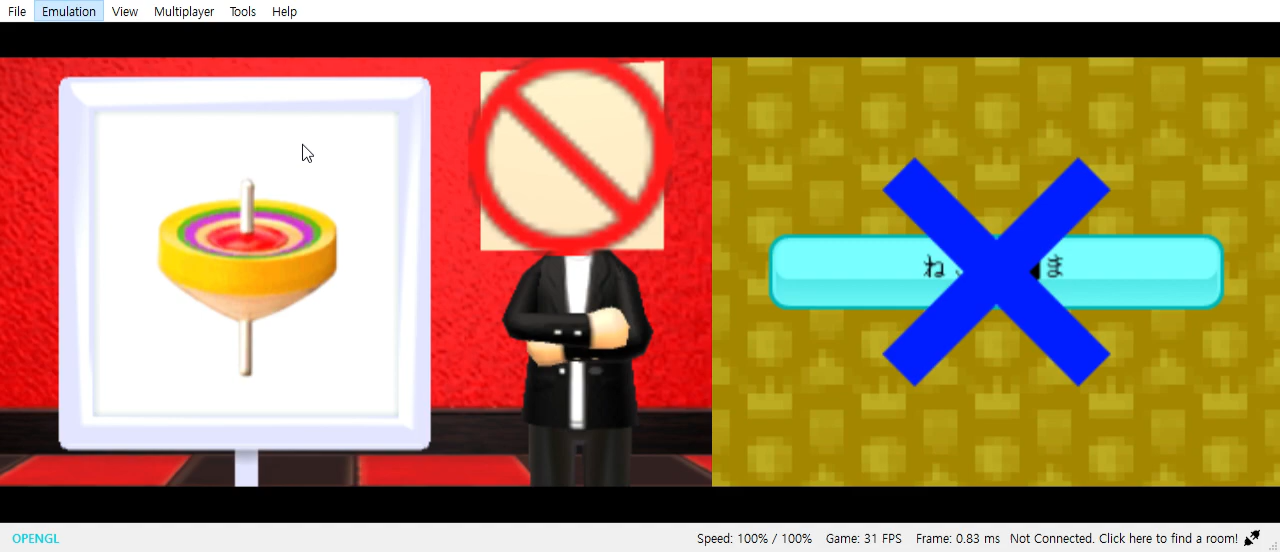 File Emulation View Multiplayer Tools Help
ね ま
OPENGL Speed: 100% / 100% Game: 31 FPS Frame: 0.83 ms Not Connected. Click here to find a room!